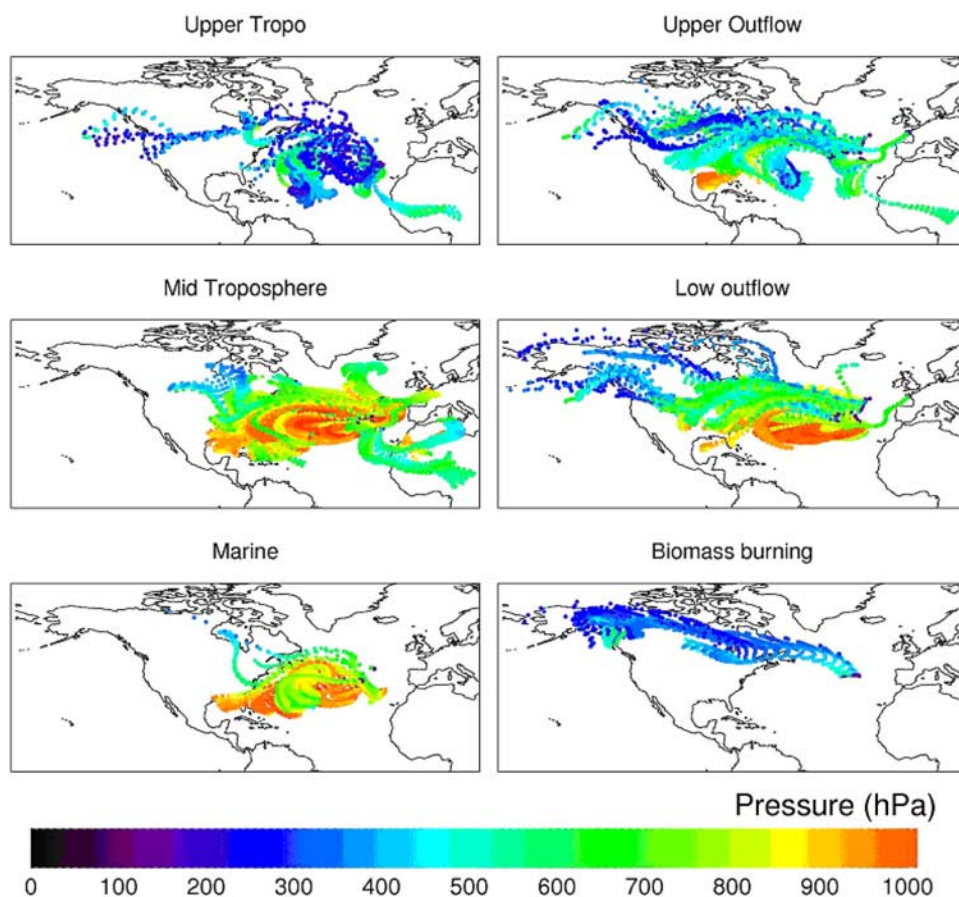 Upper Tropo
Upper Outflow
Mid Troposphere
Low outflow
Marine
Biomass burning
Pressure (hPa)
0 100 200 300 400 500 600 700 800 900 1000